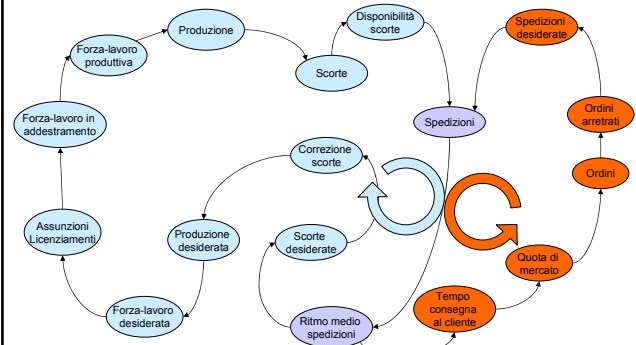 Disponibilità
scorte
Spedizioni
desiderate
Produzione
Forza-lavoro
produttiva
Scorte
Forza-lavoro in
addestramento
Spedizioni
Ordini
arretrati
Correzione
scorte
Ordini
Assunzioni
Licenziamenti
Produzione
desiderata
Scorte
desiderate
Quota di
mercato
Forza-lavoro
desiderata
Tempo
consegna
al cliente
Ritmo medio
spedizioni